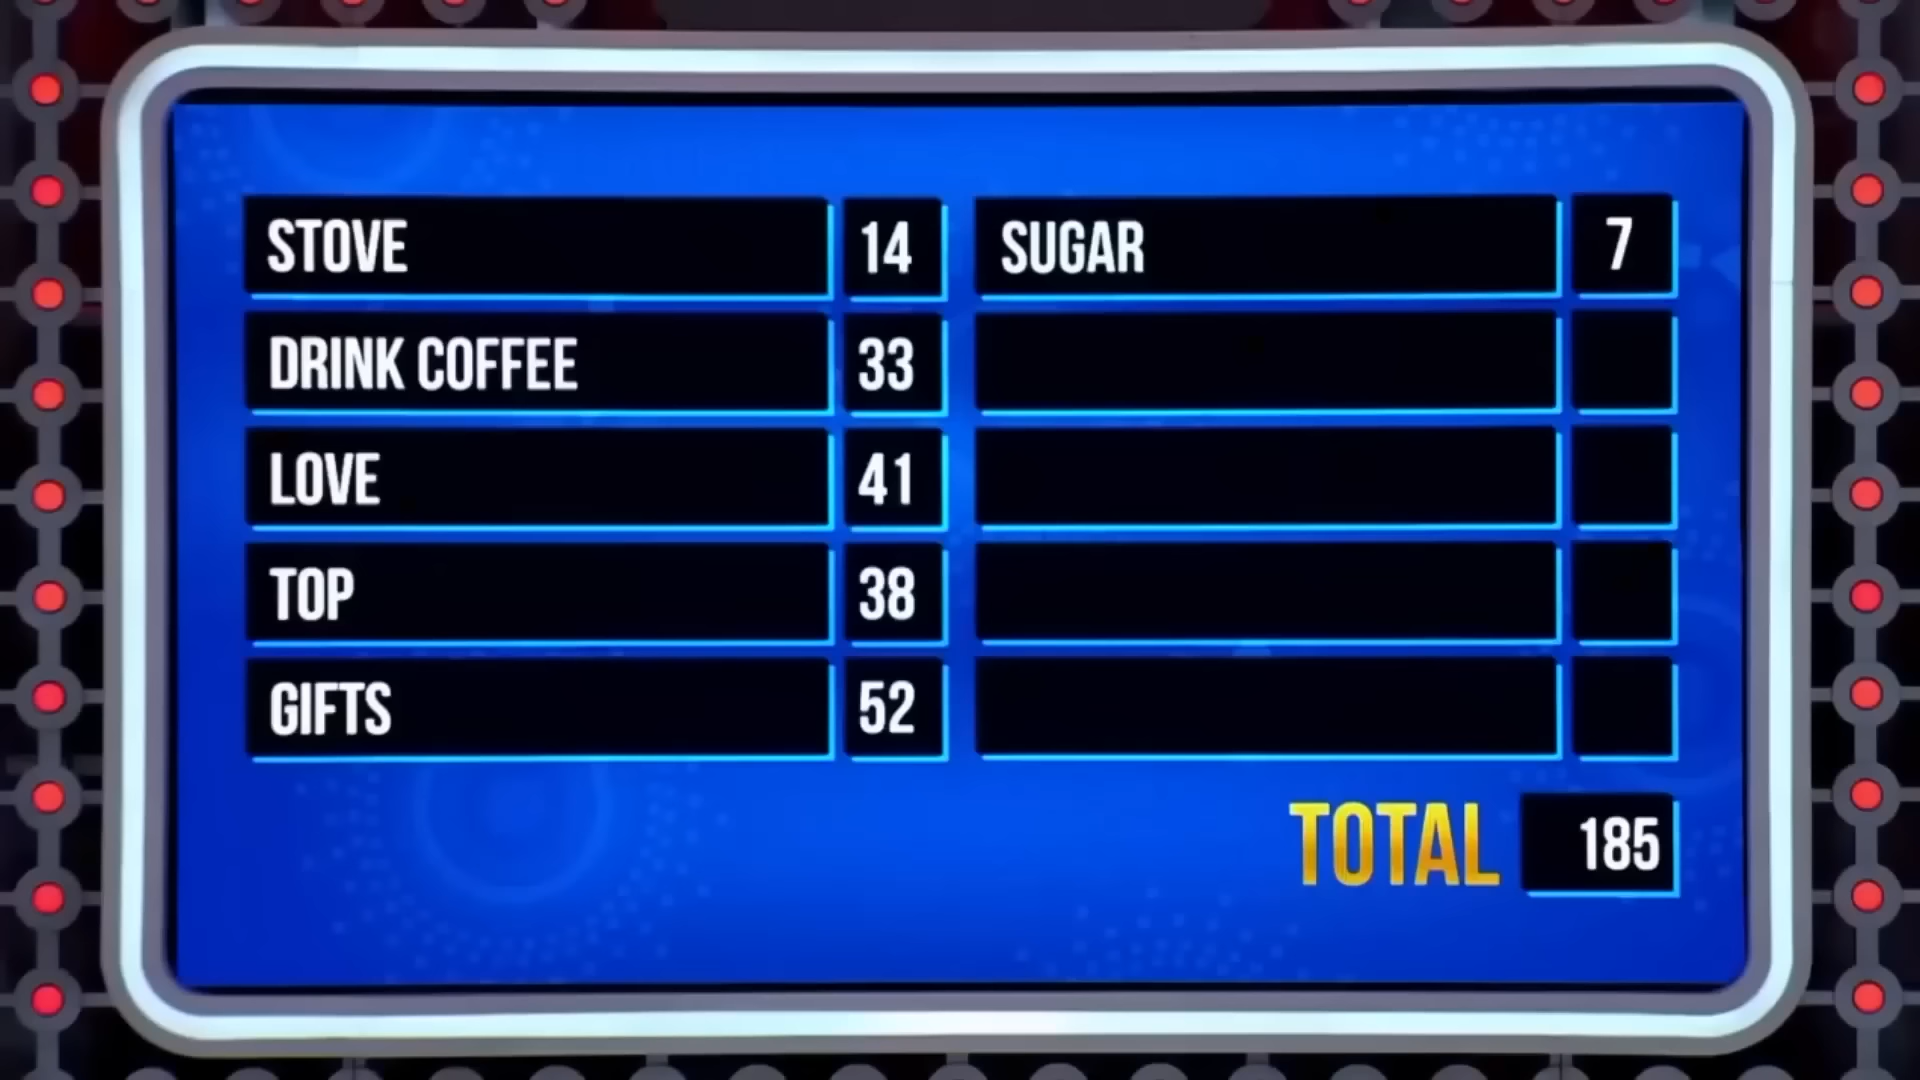 STOVE 14
DRINK COFFEE 33
LOVE 41
TOP 38
GIFTS 52
SUGAR 7
TOTAL 185